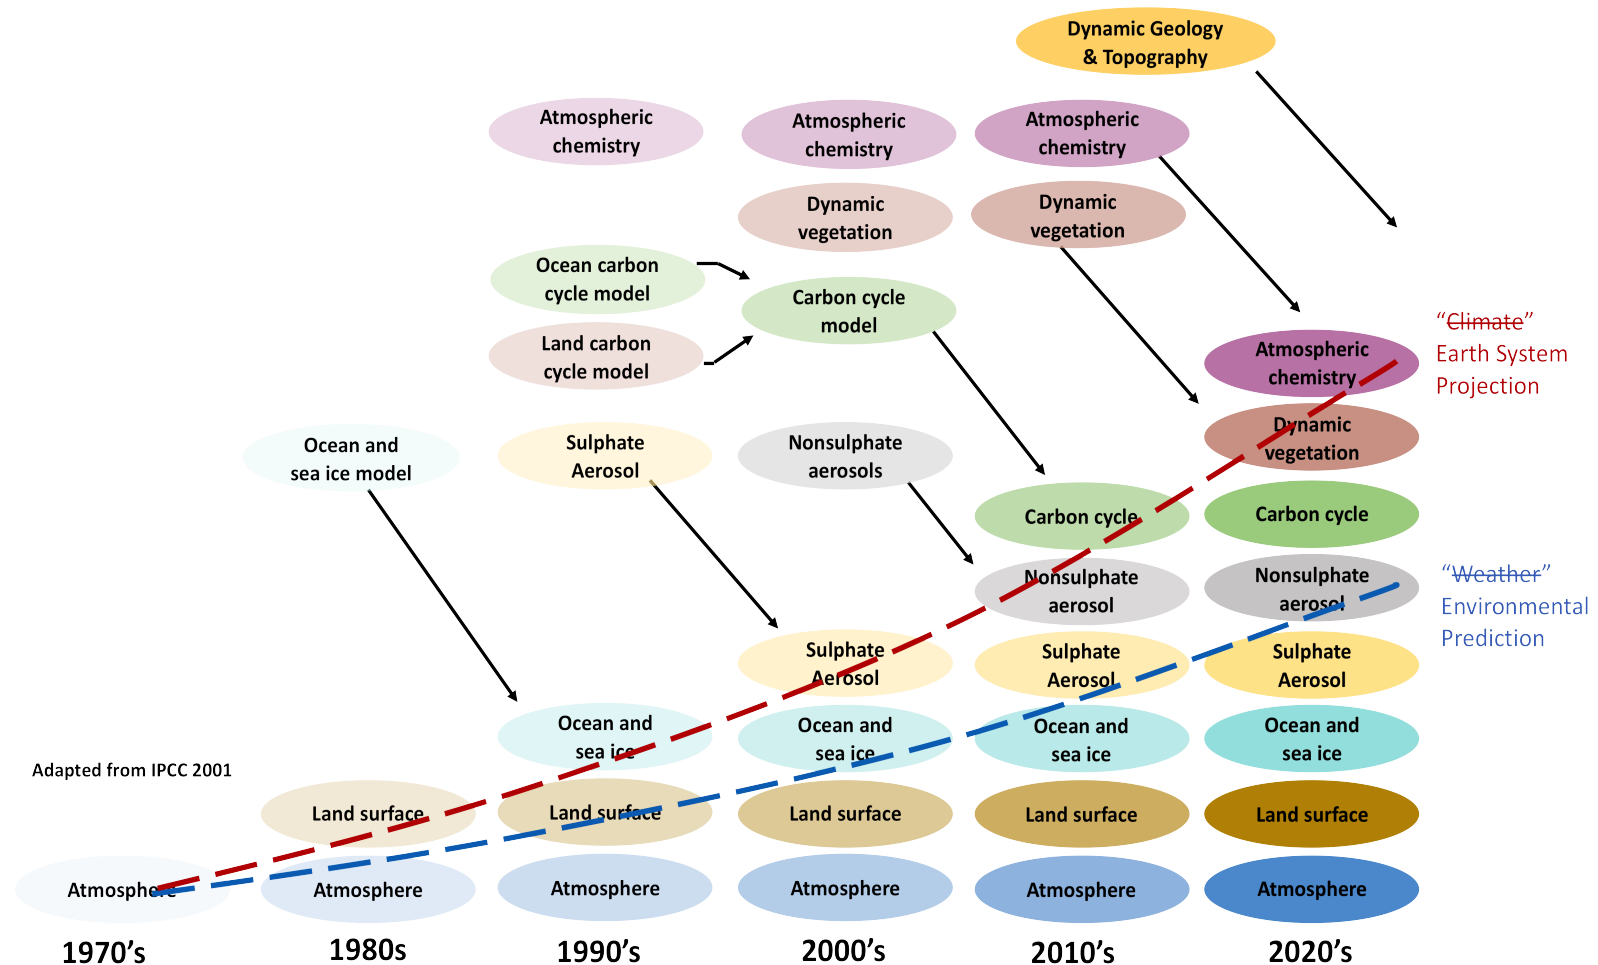 Dynamic Geology
& Topography
Atmospheric
chemistry
Atmospheric
chemistry
Atmospheric
chemistry
Dynamic
vegetation
Dynamic
vegetation
Ocean carbon
cycle model
Carbon cycle
model
Land carbon
cycle model
“Climate”
Earth System
Projection
Atmospheric
chemistry
Dynamic
vegetation
Ocean and
sea ice model
Sulphate
Aerosol
Nonsulphate
aerosols
Carbon cycle
Carbon cycle
Nonsulphate
aerosol
Nonsulphate
aerosol
“Weather”
Environmental
Prediction
Sulphate
Aerosol
Sulphate
Aerosol
Sulphate
Aerosol
Ocean and
sea ice
Ocean and
sea ice
Ocean and
sea ice
Ocean and
sea ice
Adapted from IPCC 2001
Land surface
Land surface
Land surface
Land surface
Land surface
Atmosphere
Atmosphere
Atmosphere
Atmosphere
Atmosphere
Atmosphere
1970’s
1980s
1990’s
2000’s
2010’s
2020’s